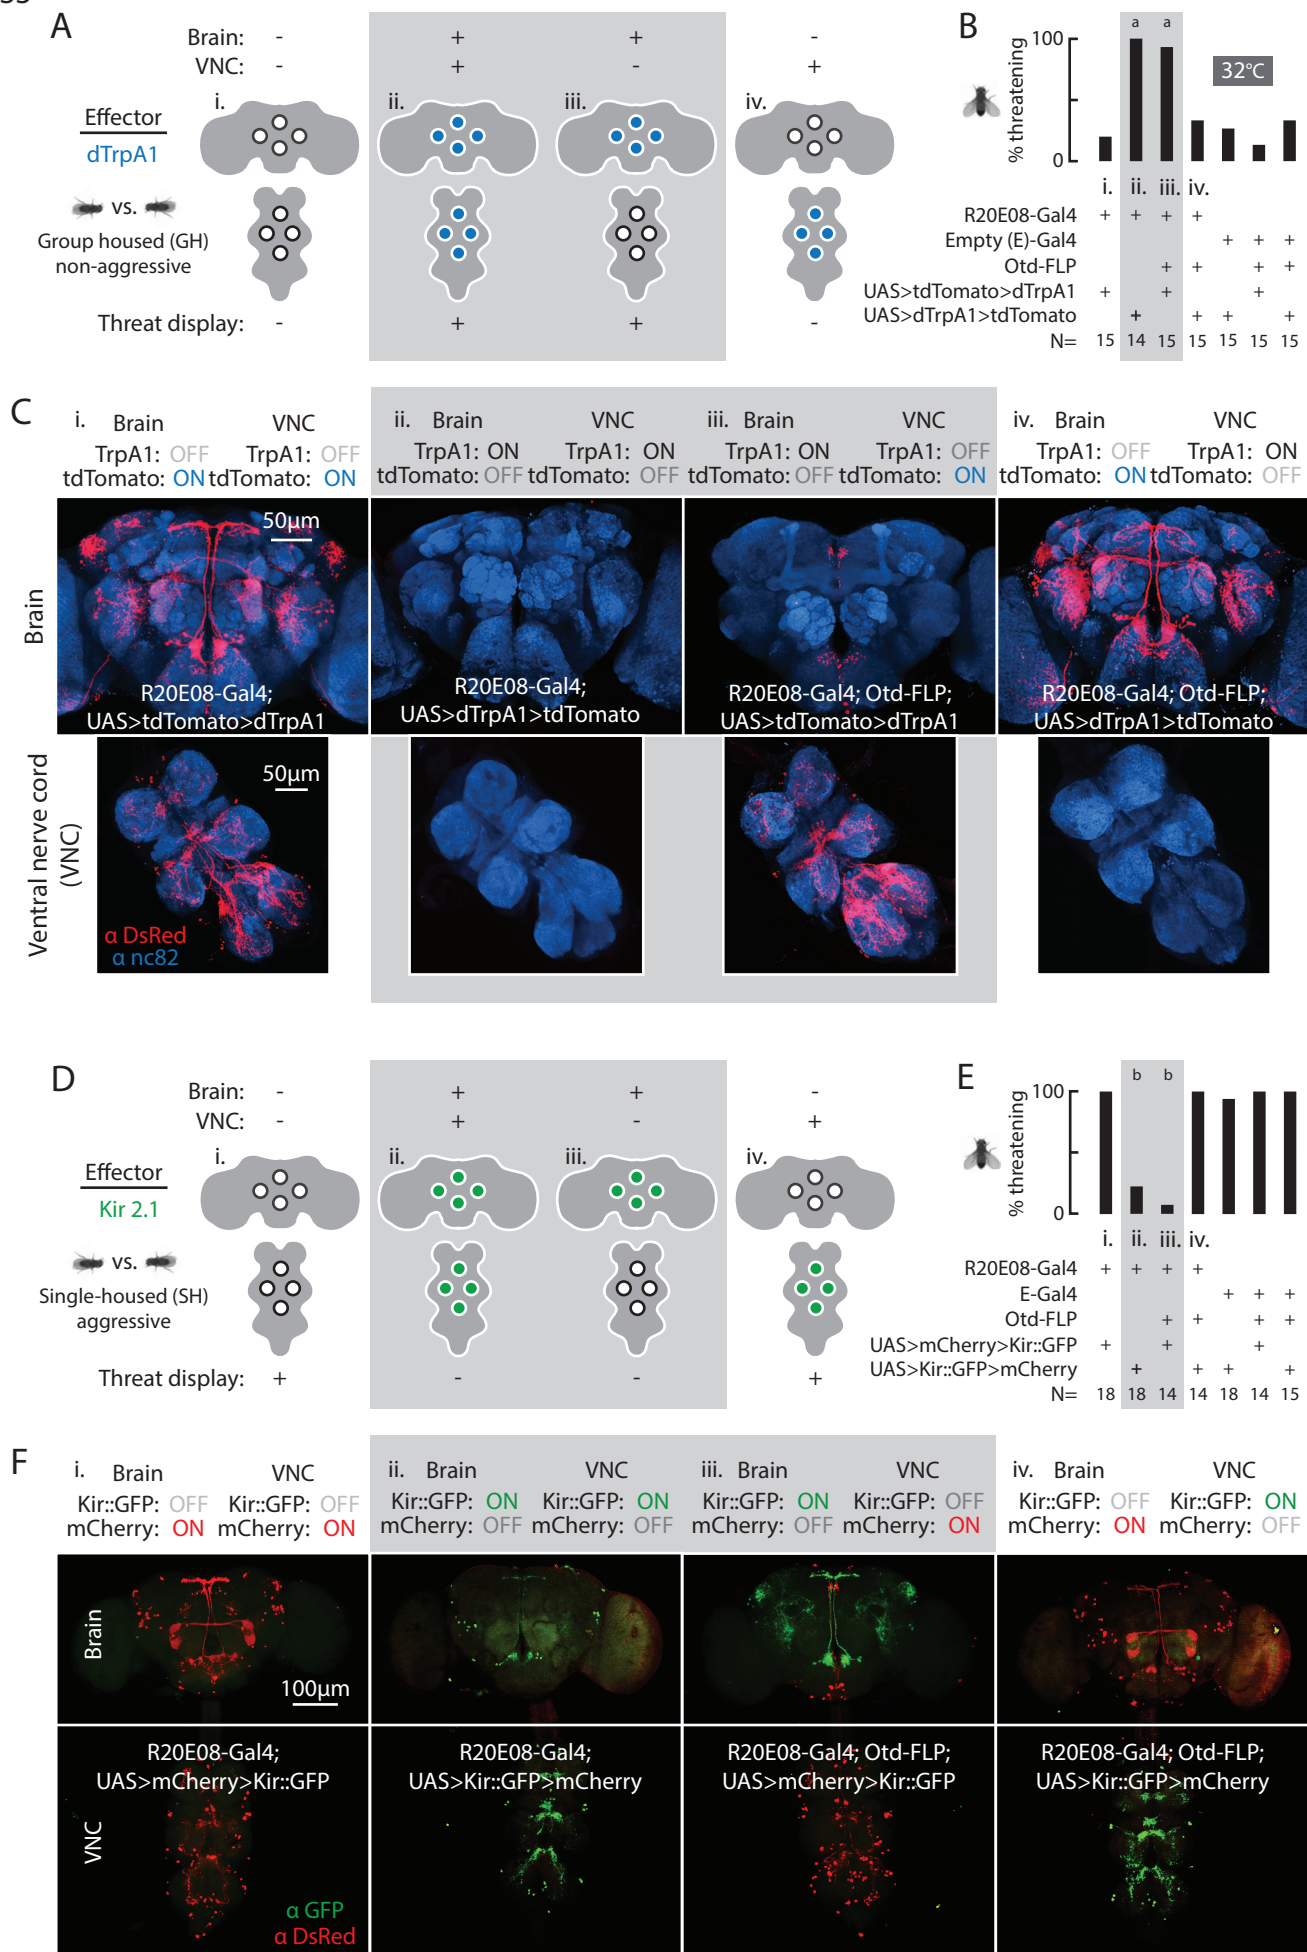 A
Brain: - + + -
VNC: - + - +
i. ii. iii. iv.
Effector
dTrpA1
vs.
Group housed (GH)
non-aggressive
Threat display: - + + -
B
a a
100
% threatening
0
32°C
i. ii. iii. iv.
R20E08-Gal4 + + + +
Empty (E)-Gal4 + + +
Otd-FLP + + + +
UAS>tdTomato>dTrpA1 + + +
UAS>dTrpA1>tdTomato + + + +
N= 15 14 15 15 15 15 15
C
i. Brain VNC
TrpA1: OFF TrpA1: OFF
tdTomato: ON tdTomato: ON
ii. Brain VNC
TrpA1: ON TrpA1: ON
tdTomato: OFF tdTomato: OFF
iii. Brain VNC
TrpA1: ON TrpA1: OFF
tdTomato: OFF tdTomato: ON
iv. Brain VNC
TrpA1: OFF TrpA1: ON
tdTomato: ON tdTomato: OFF
Brain
50µm
R20E08-Gal4;
UAS>tdTomato>dTrpA1
R20E08-Gal4;
UAS>dTrpA1>tdTomato
R20E08-Gal4; Otd-FLP;
UAS>tdTomato>dTrpA1
R20E08-Gal4; Otd-FLP;
UAS>dTrpA1>tdTomato
Ventral nerve cord
(VNC)
50µm
α DsRed
α nc82
D
Brain: - + + -
VNC: - + - +
i. ii. iii. iv.
Effector
Kir 2.1
vs.
Single-housed (SH)
aggressive
Threat display: + - - +
E
b b
100
% threatening
0
i. ii. iii. iv.
R20E08-Gal4 + + + +
E-Gal4 + + +
Otd-FLP + + + +
UAS>mCherry>Kir::GFP + + +
UAS>Kir::GFP>mCherry + + + +
N= 18 18 14 14 18 14 15
F
i. Brain VNC
Kir::GFP: OFF Kir::GFP: OFF
mCherry: ON mCherry: ON
ii. Brain VNC
Kir::GFP: ON Kir::GFP: ON
mCherry: OFF mCherry: OFF
iii. Brain VNC
Kir::GFP: ON Kir::GFP: OFF
mCherry: OFF mCherry: ON
iv. Brain VNC
Kir::GFP: OFF Kir::GFP: ON
mCherry: ON mCherry: OFF
Brain
100µm
VNC
R20E08-Gal4;
UAS>mCherry>Kir::GFP
R20E08-Gal4;
UAS>Kir::GFP>mCherry
R20E08-Gal4; Otd-FLP;
UAS>mCherry>Kir::GFP
R20E08-Gal4; Otd-FLP;
UAS>Kir::GFP>mCherry
α GFP
α DsRed